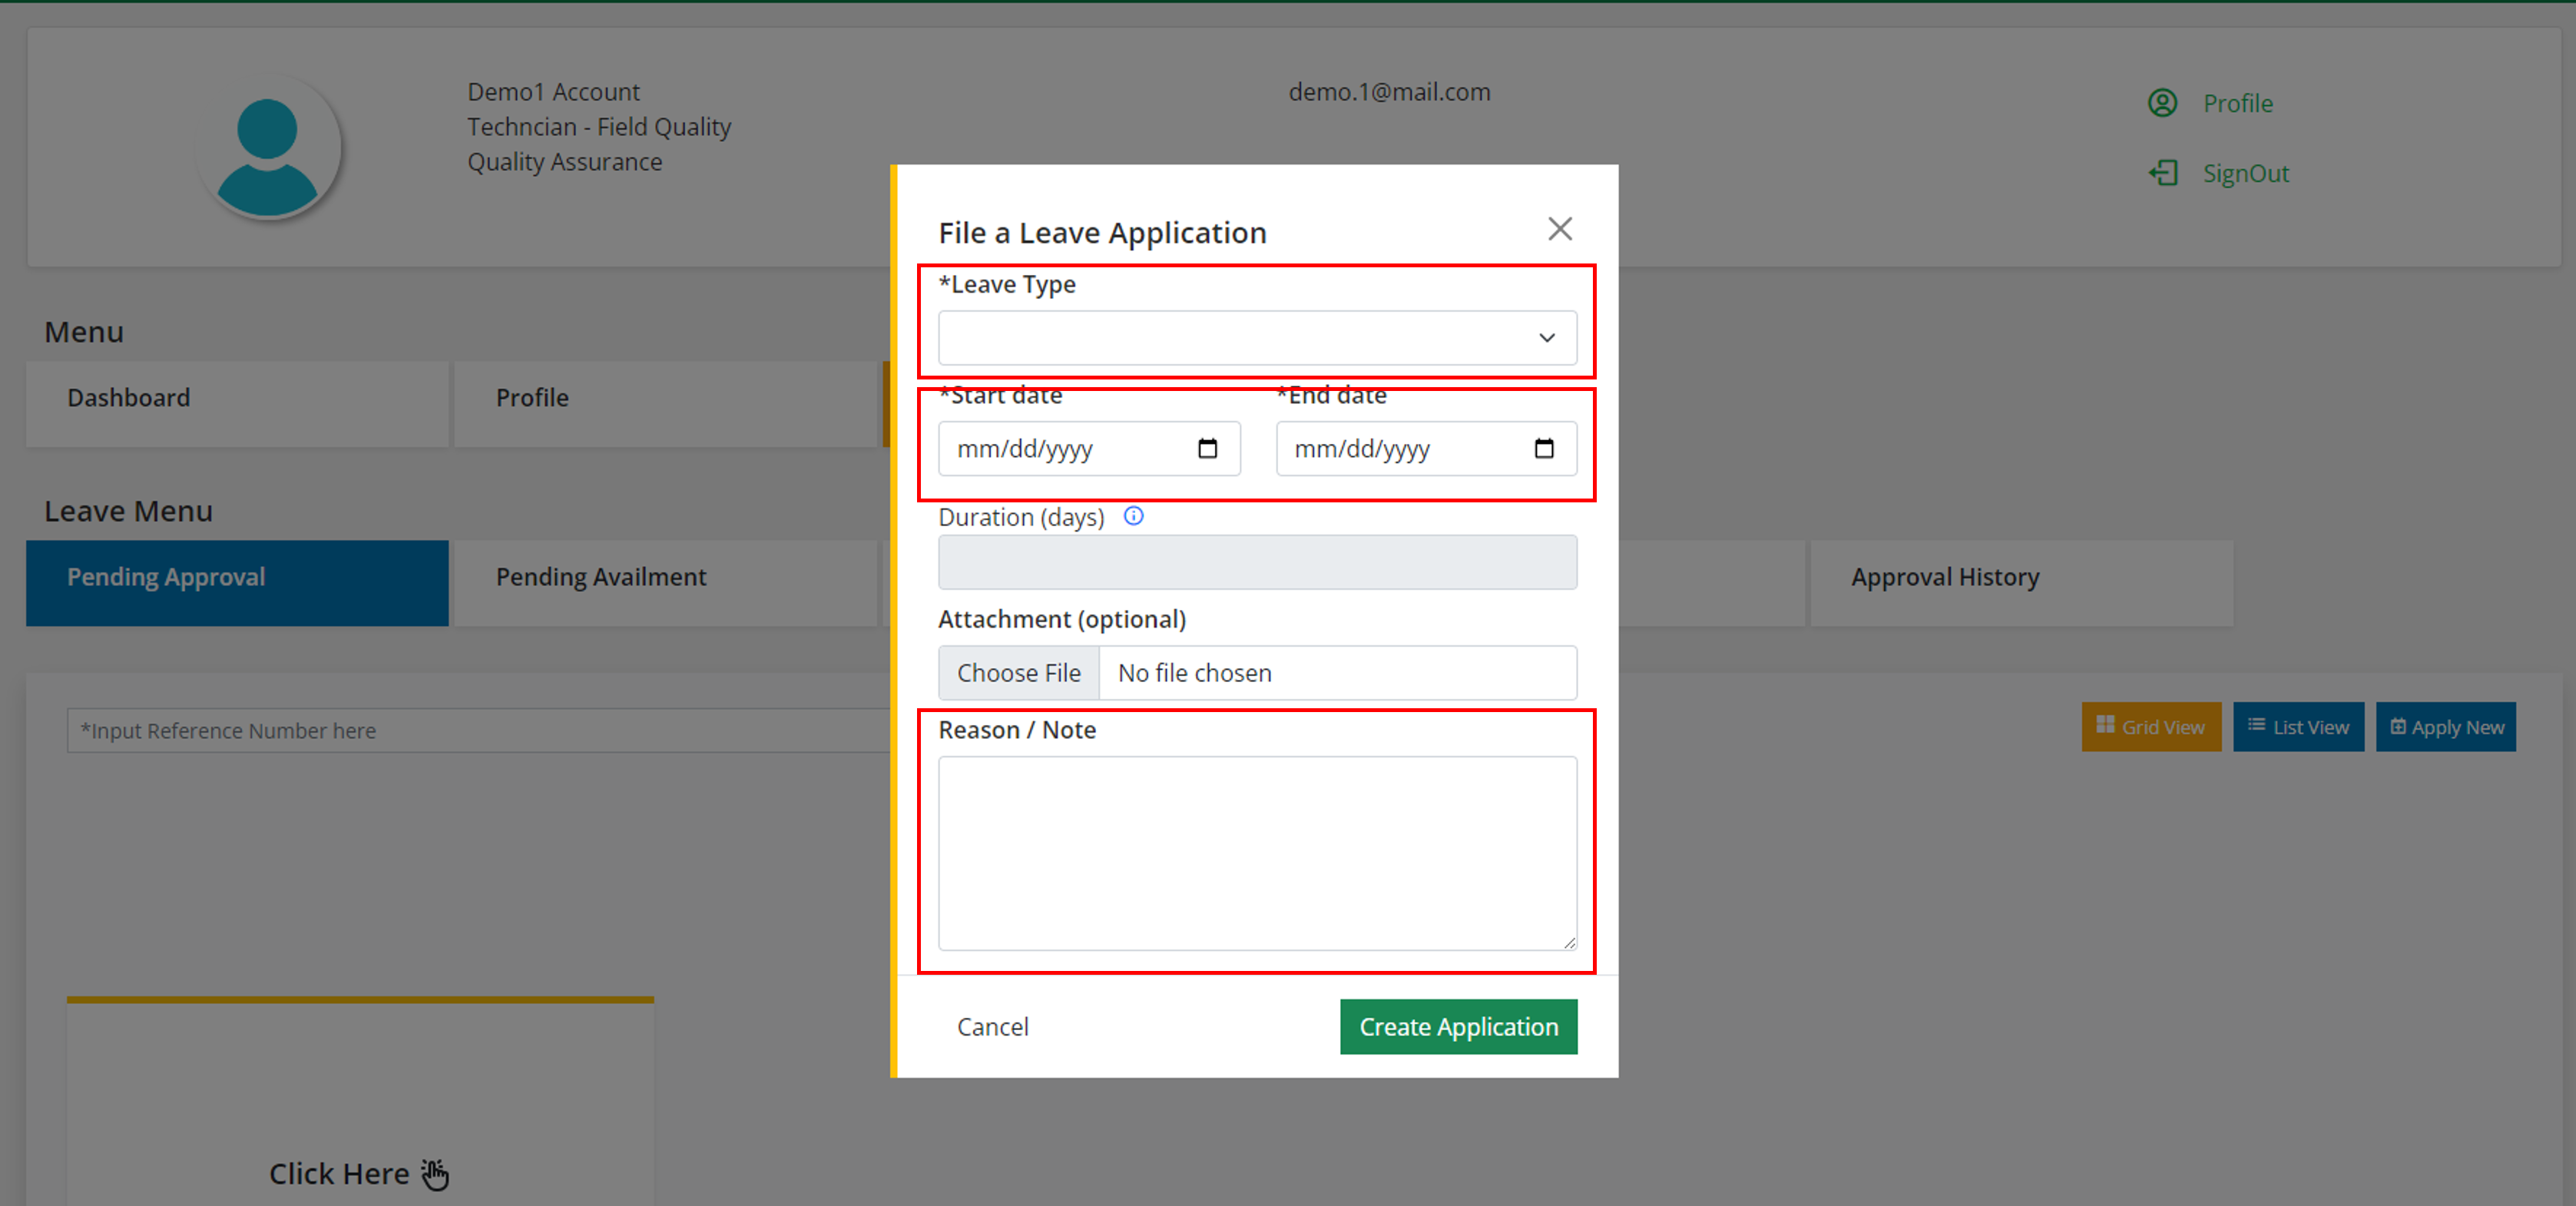 Demo1 Account
Techncian - Field Quality
Quality Assurance
demo.1@mail.com
Profile
SignOut
Menu
Dashboard
Profile
Leave Menu
Pending Approval
Pending Availment
Approval History
*Input Reference Number here
Grid View
List View
Apply New
Click Here
File a Leave Application
*Leave Type
*Start date
*End date
mm/dd/yyyy
mm/dd/yyyy
Duration (days)
Attachment (optional)
Choose File
No file chosen
Reason / Note
Cancel
Create Application